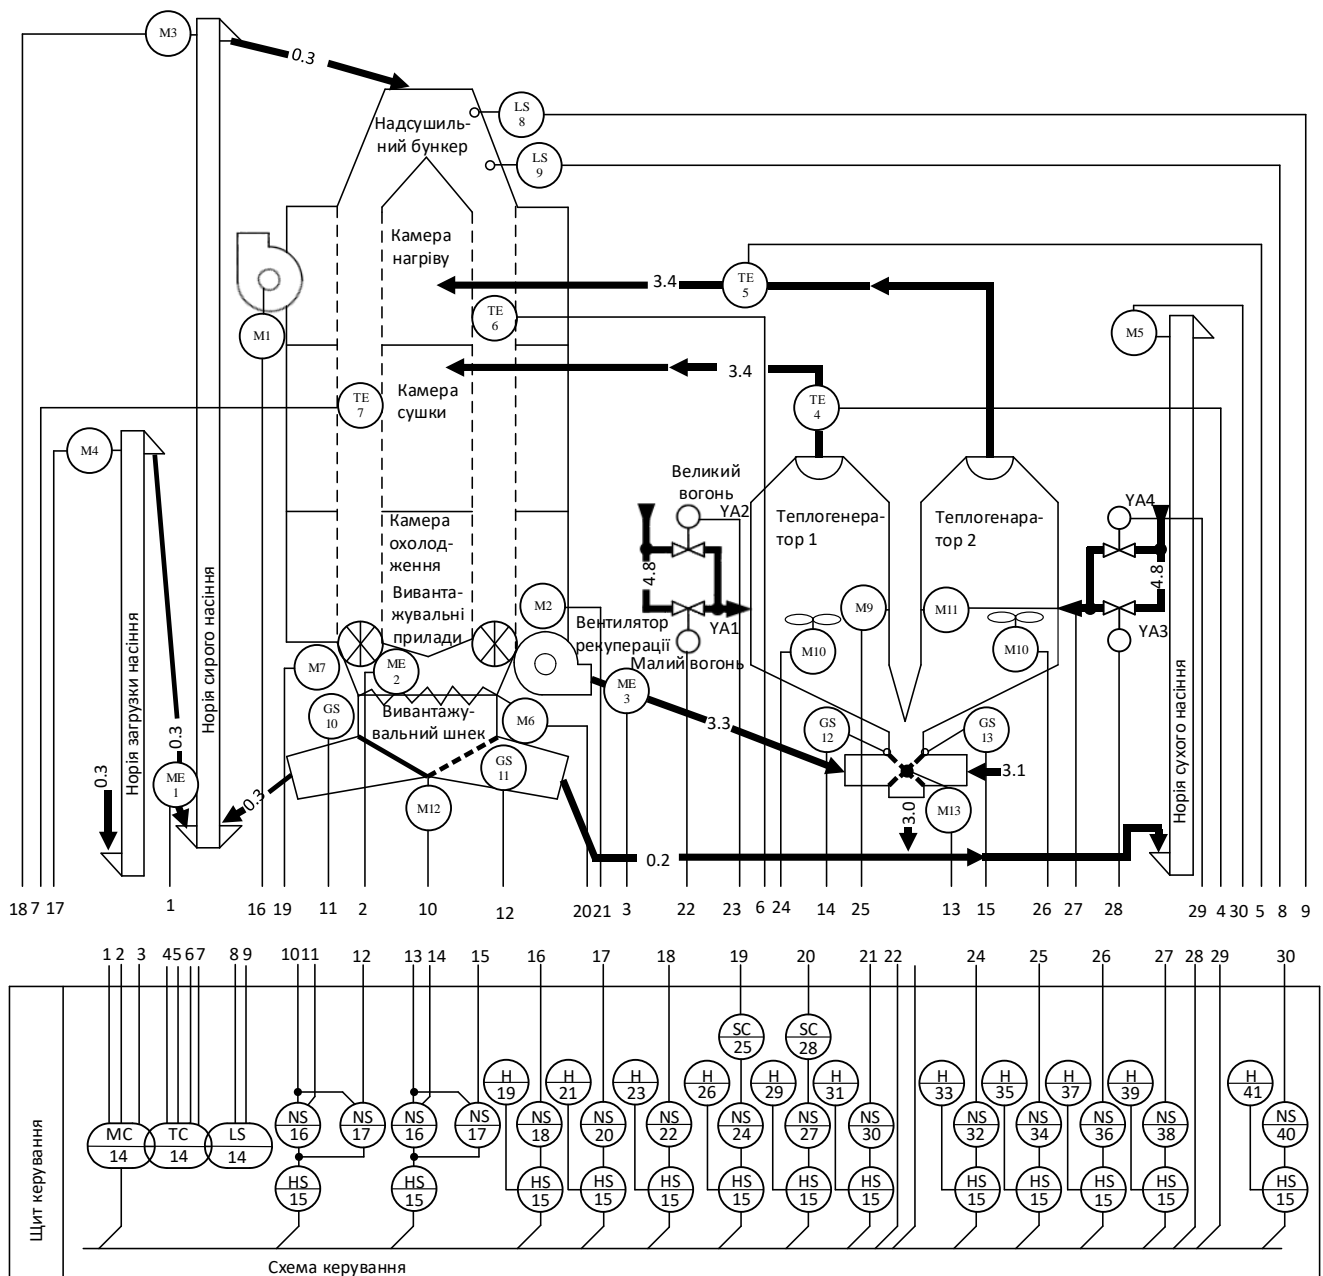 M3
0.3
LS
8
Надсушиль-
ний бункер
LS
9
Камера
нагріву
3.4
TE
5
TE
6
M1
M5
3.4
Камера
сушки
TE
7
TE
4
M4
Великий
вогонь
YA2
YA4
Камера
охолод-
ження
Теплогенера-
тор 1
Теплогенара-
тор 2
4.8
4.8
Виванта-
жувальні
прилади
M2
Вентилятор
рекуперації
YA1
M9
M11
YA3
Малий вогонь
M10
M10
M7
ME
2
ME
3
Норія загрузки насіння
Норія сирого насіння
Норія сухого насіння
GS
10
Вивантажу-
вальний шнек
M6
3.3
GS
12
GS
13
0.3
0.3
ME
1
0.3
GS
11
3.1
M12
M13
3.0
0.2
18 7 17 1 16 19 11 2 10 12 20 21 3 22 23 6 24 14 25 13 15 26 27 28 29 4 30 5 8 9
1 2 3 4 5 6 7 8 9 10 11 12 13 14 15 16 17 18 19 20 21 22 24 25 26 27 28 29 30
SC
25
SC
28
H
19
H
21
H
23
H
26
H
29
H
31
H
33
H
35
H
37
H
39
H
41
MC
14
TC
14
LS
14
NS
16
NS
17
NS
16
NS
17
NS
18
NS
20
NS
22
NS
24
NS
27
NS
30
NS
32
NS
34
NS
36
NS
38
NS
40
HS
15
HS
15
HS
15
HS
15
HS
15
HS
15
HS
15
HS
15
HS
15
HS
15
HS
15
HS
15
HS
15
Щит керування
Схема керування